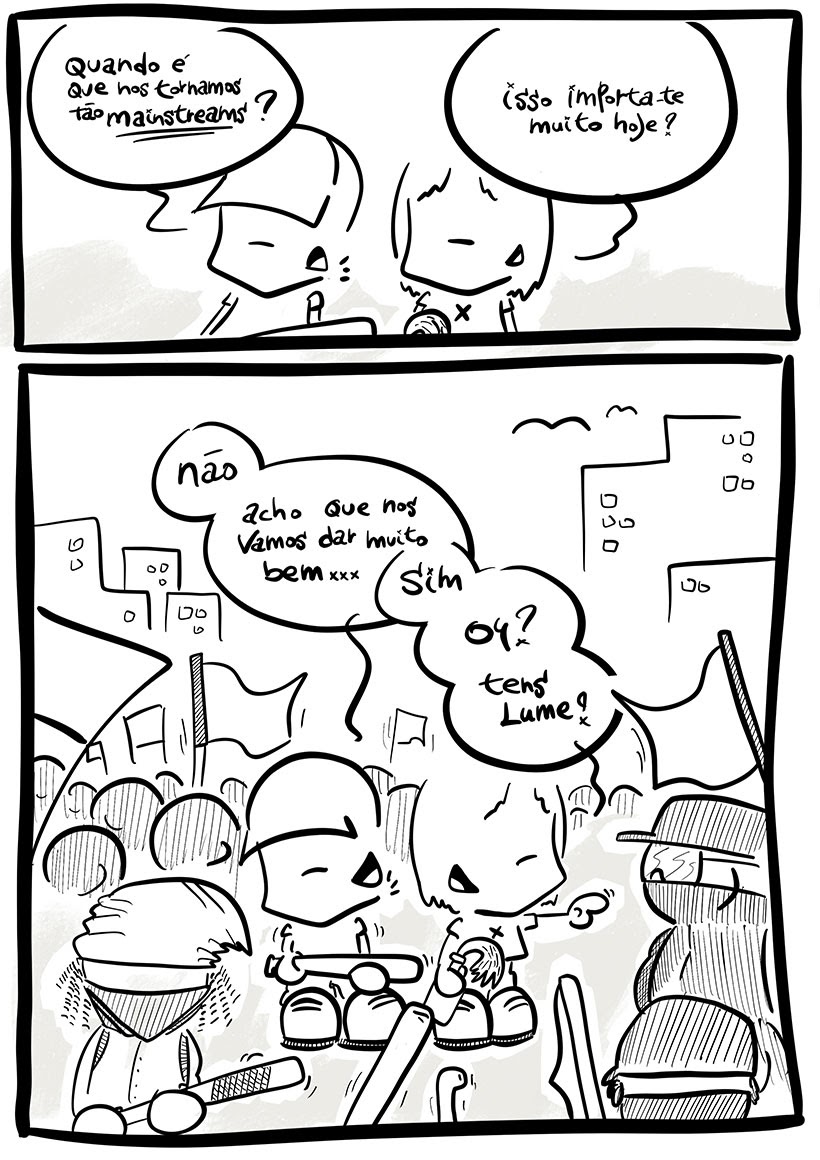 Quando é
que nos tornamos
tão mainstreams?
isso importa-te
muito hoje?
não
acho que nos
vamos dar muito
bem...
sim
oy?
tens
Lume?